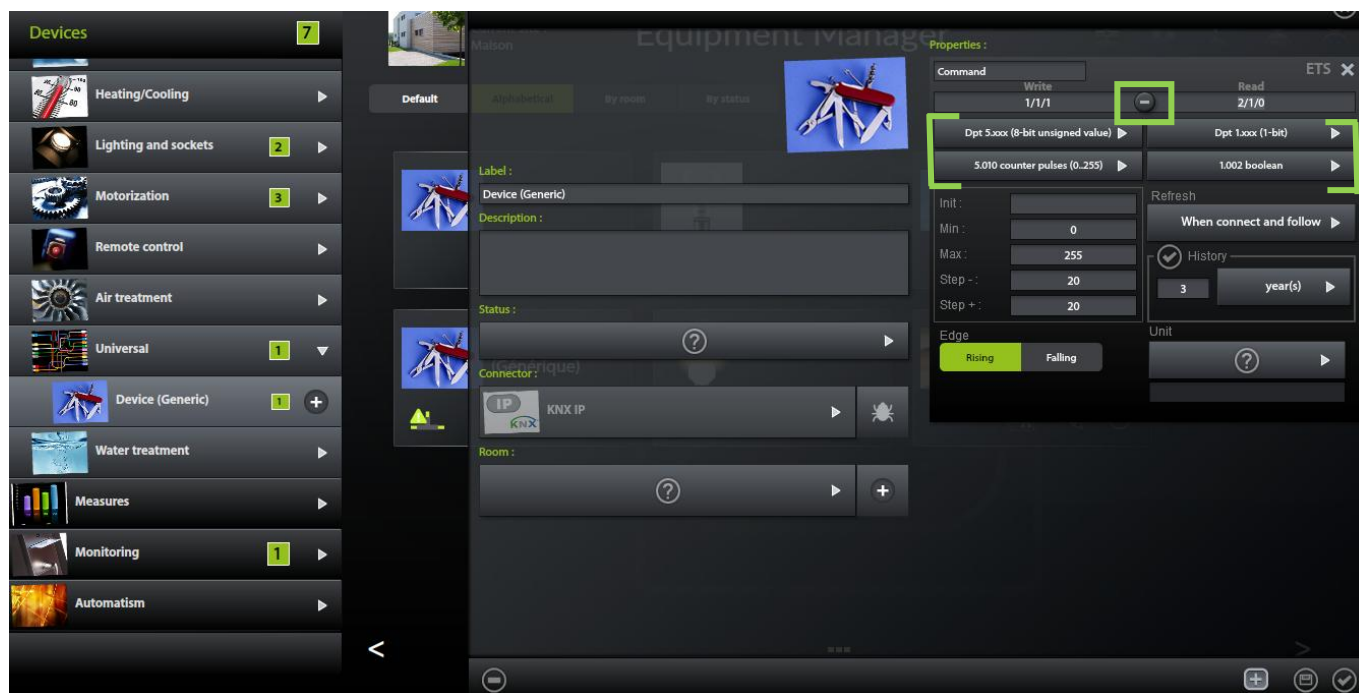 Devices
7
Heating/Cooling
Lighting and sockets
2
Motorization
3
Remote control
Air treatment
Universal
1
Device (Generic)
1
Water treatment
Measures
Monitoring
1
Automatism
Maison
Equipment Manager
Default
Alphabetical
By room
By status
Label :
Device (Generic)
Description :
Status :
?
(Générique)
Connector :
IP
KNX
KNX IP
Room :
?
Properties :
Command
ETS
Write
Read
1/1/1
2/1/0
Dpt 5.xxx (8-bit unsigned value)
Dpt 1.xxx (1-bit)
5.010 counter pulses (0..255)
1.002 boolean
Init :
Min :
0
Max :
255
Step - :
20
Step + :
20
Refresh
When connect and follow
History
3
year(s)
Edge
Rising
Falling
Unit
?